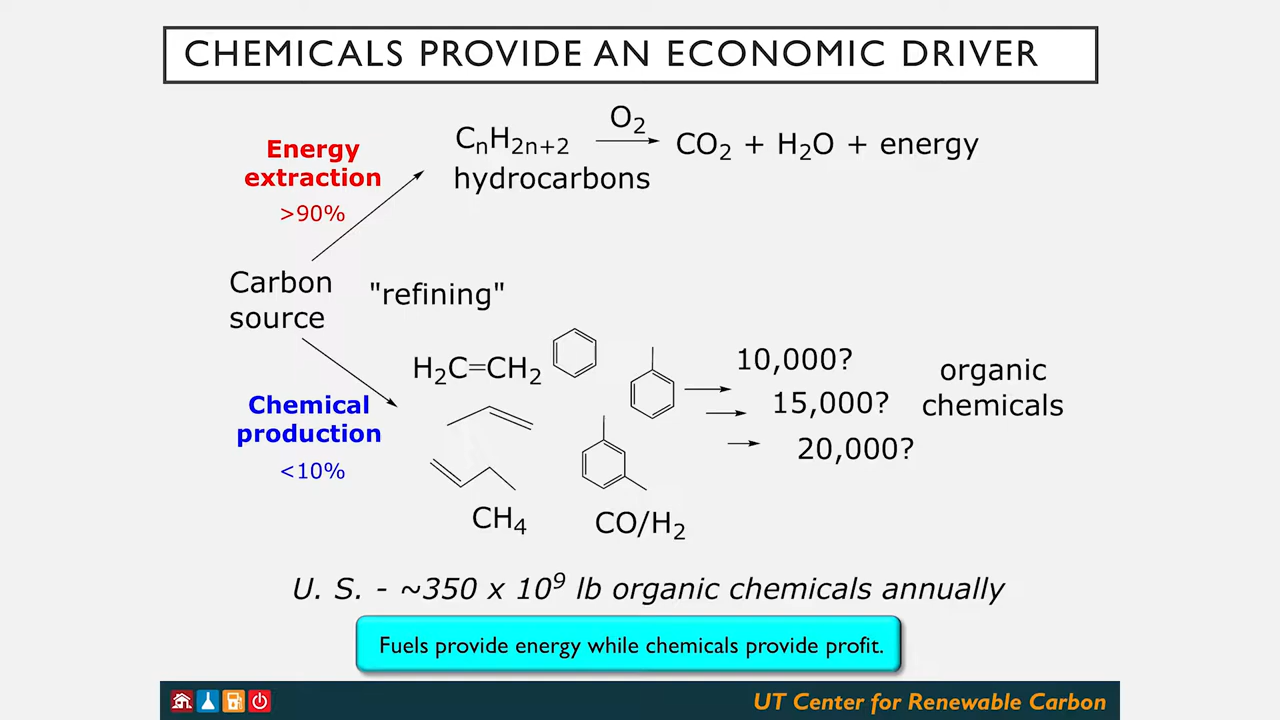 CHEMICALS PROVIDE AN ECONOMIC DRIVER
Energy
extraction
>90%
CₙH₂ₙ₊₂
hydrocarbons
O₂
CO₂ + H₂O + energy
Carbon
source
"refining"
Chemical
production
<10%
H₂C=CH₂
CH₄
CO/H₂
10,000?
15,000?
20,000?
organic
chemicals
U. S. - ~350 x 10⁹ lb organic chemicals annually
Fuels provide energy while chemicals provide profit.
UT Center for Renewable Carbon